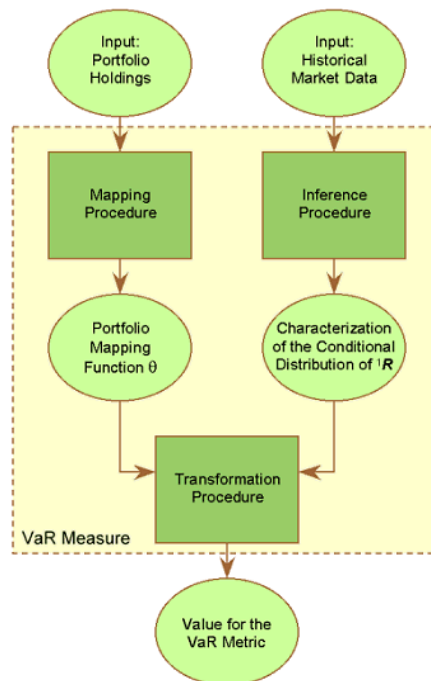 Input:
Portfolio
Holdings
Input:
Historical
Market Data
Mapping
Procedure
Inference
Procedure
Portfolio
Mapping
Function θ
Characterization
of the Conditional
Distribution of ¹R
Transformation
Procedure
VaR Measure
Value for the
VaR Metric